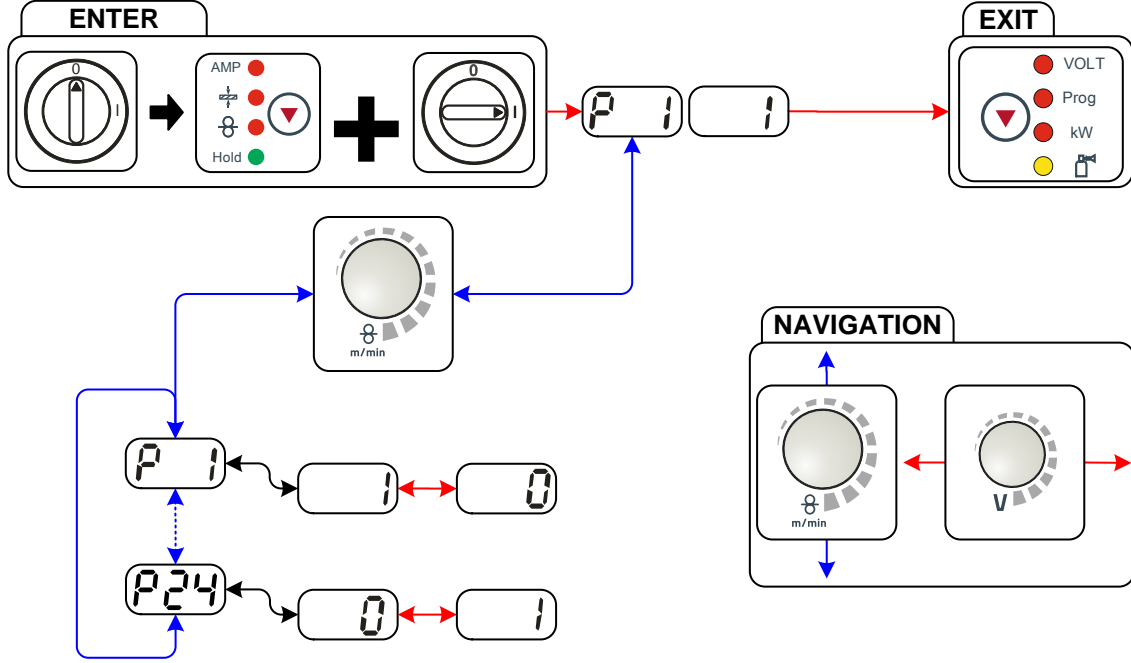 ENTER
0
I
AMP
Hold
0
I
P 1
1
EXIT
VOLT
Prog
kW
m/min
NAVIGATION
m/min
V
P 1
1
0
P24
0
1